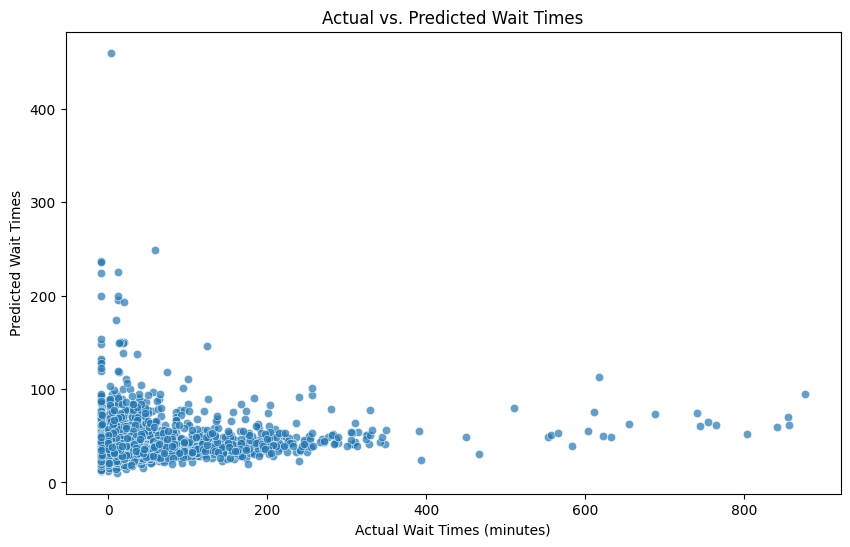 Actual vs. Predicted Wait Times
Predicted Wait Times
400
300
200
100
0
0 200 400 600 800
Actual Wait Times (minutes)